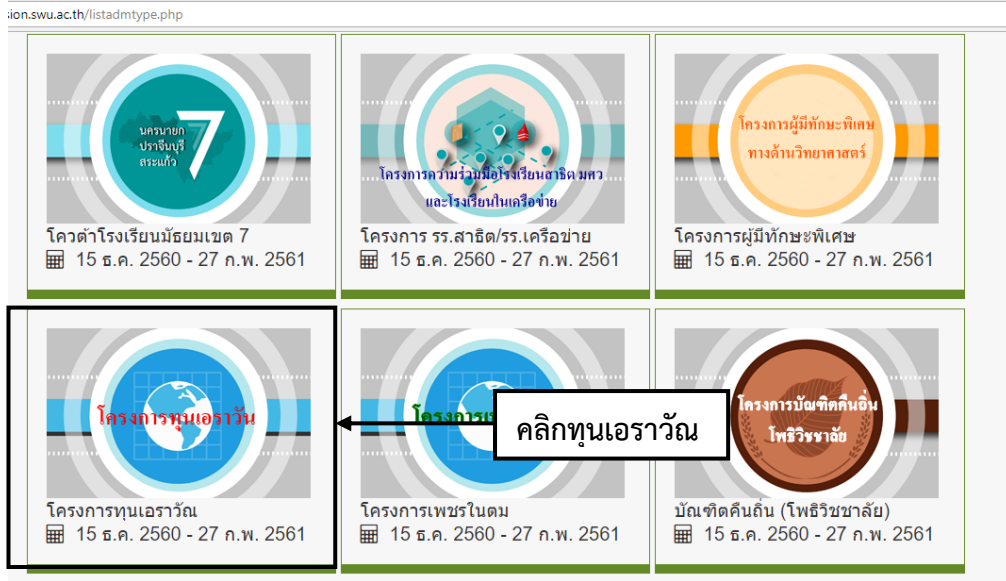 sion.swu.ac.th/listadmtype.php
นครนายก
ปราจีนบุรี
สระแก้ว
7
โควต้าโรงเรียนมัธยมเขต 7
15 ธ.ค. 2560 - 27 ก.พ. 2561
โครงการความร่วมมือโรงเรียนสาธิต มศว
และโรงเรียนในเครือข่าย
โครงการ รร.สาธิต/รร.เครือข่าย
15 ธ.ค. 2560 - 27 ก.พ. 2561
โครงการผู้มีทักษะพิเศษ
ทางด้านวิทยาศาสตร์
โครงการผู้มีทักษะพิเศษ
15 ธ.ค. 2560 - 27 ก.พ. 2561
โครงการทุนเอราวัน
โครงการทุนเอราวัณ
15 ธ.ค. 2560 - 27 ก.พ. 2561
คลิกทุนเอราวัณ
โครงการเพชรในตม
15 ธ.ค. 2560 - 27 ก.พ. 2561
โครงการบัณฑิตคืนถิ่น
โพธิวิชชาลัย
บัณฑิตคืนถิ่น (โพธิวิชชาลัย)
15 ธ.ค. 2560 - 27 ก.พ. 2561